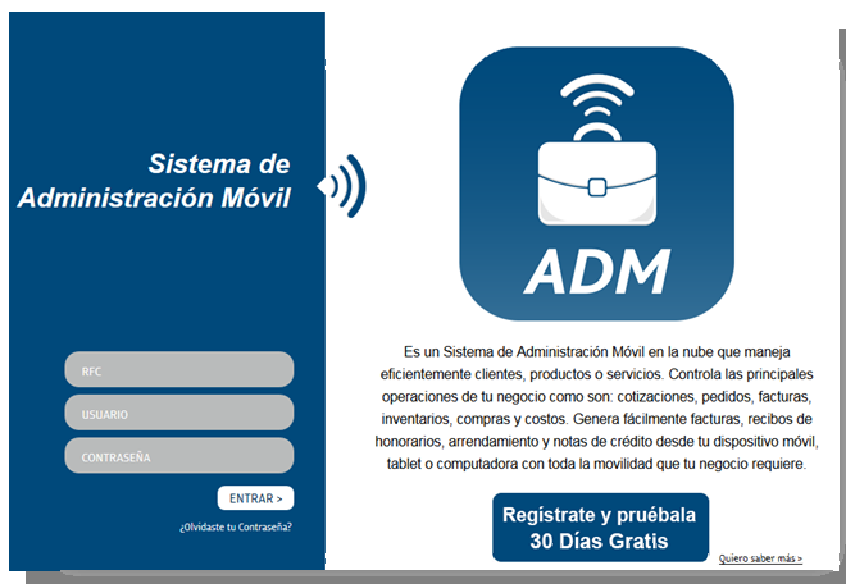 Sistema de
Administración Móvil
RFC
USUARIO
CONTRASEÑA
ENTRAR >
¿Olvidaste tu Contraseña?
ADM
Es un Sistema de Administración Móvil en la nube que maneja
eficientemente clientes, productos o servicios. Controla las principales
operaciones de tu negocio como son: cotizaciones, pedidos, facturas,
inventarios, compras y costos. Genera fácilmente facturas, recibos de
honorarios, arrendamiento y notas de crédito desde tu dispositivo móvil,
tablet o computadora con toda la movilidad que tu negocio requiere.
Regístrate y pruébala
30 Días Gratis
Quiero saber más >